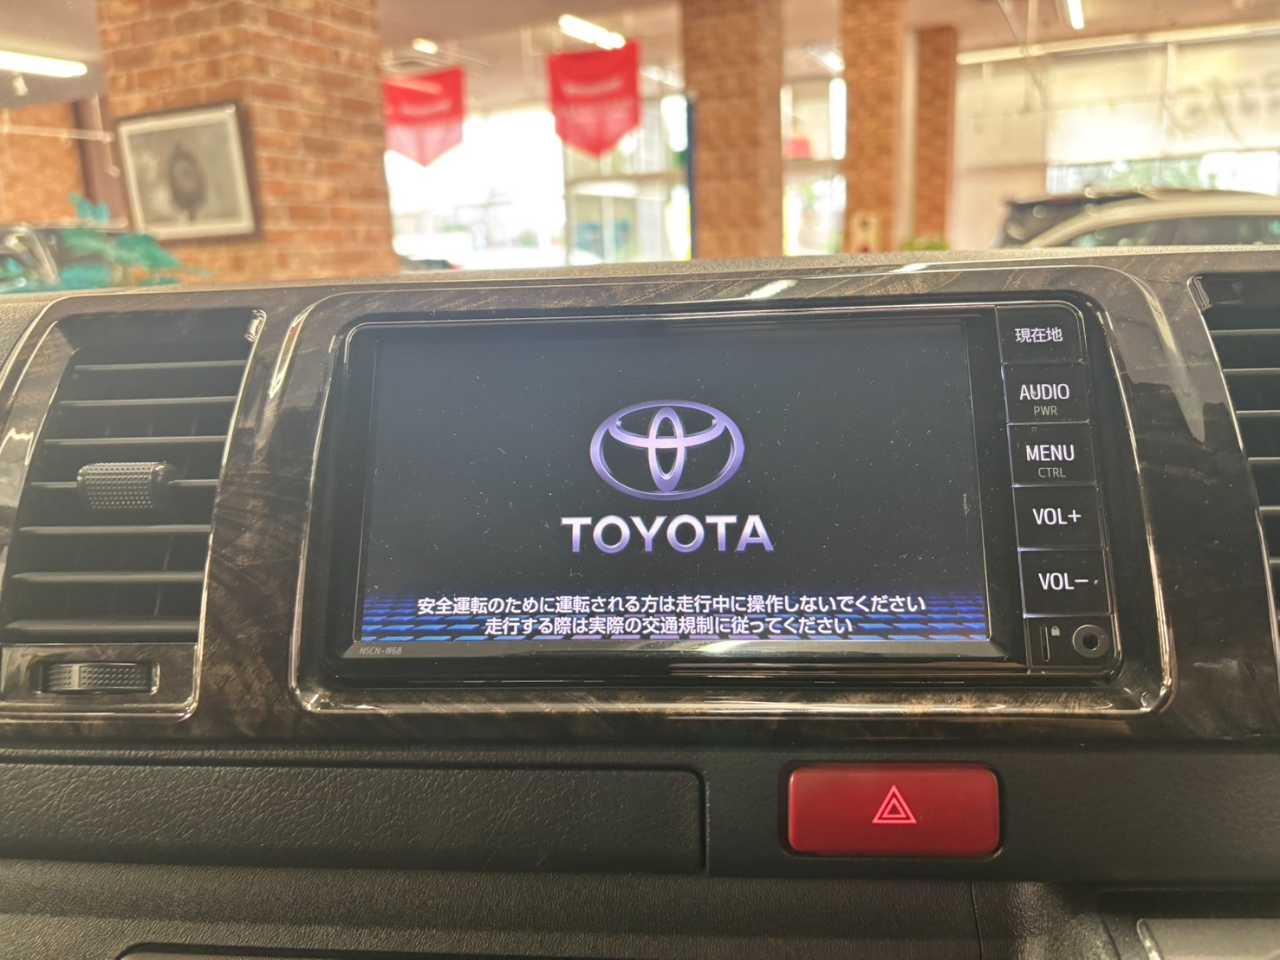 現在地
AUDIO
PWR
MENU
CTRL
VOL+
VOL−
TOYOTA
安全運転のために運転される方は走行中に操作しないでください
走行する際は実際の交通規制に従ってください
NSCN-W68